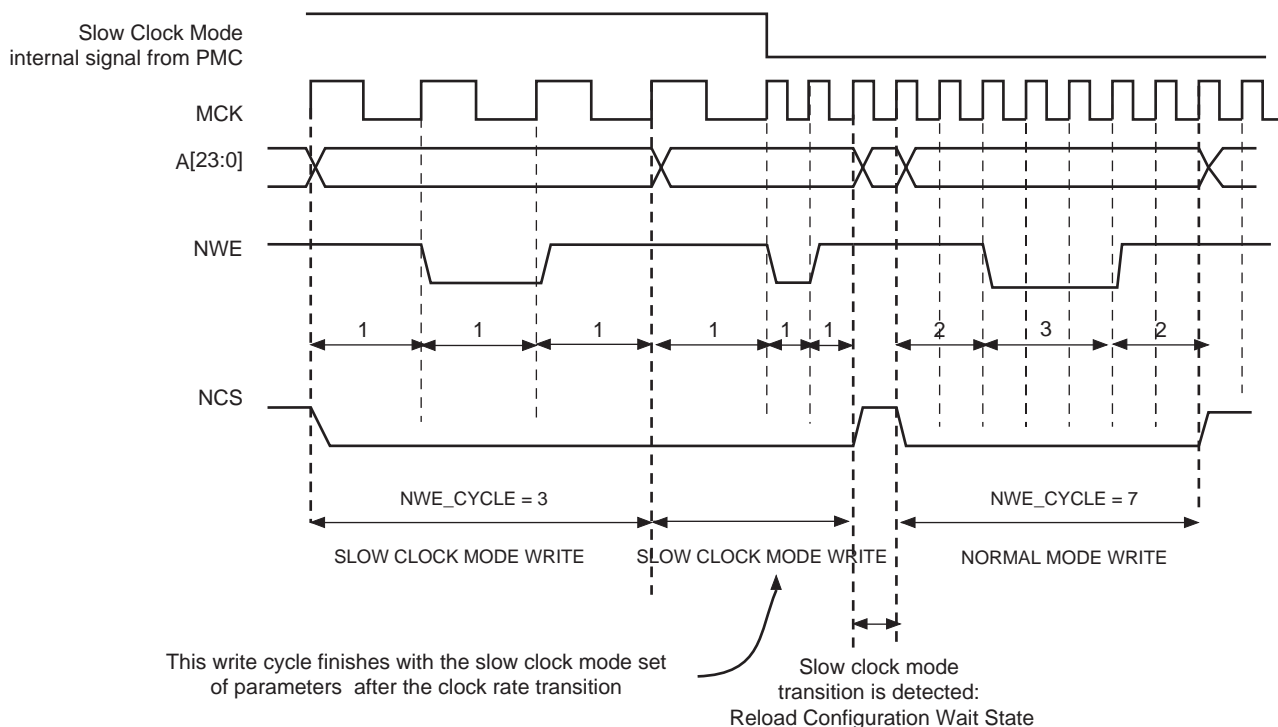 Slow Clock Mode
internal signal from PMC
MCK
A[23:0]
NWE
1 1 1 1 1 1 2 3 2
NCS
NWE_CYCLE = 3 NWE_CYCLE = 7
SLOW CLOCK MODE WRITE SLOW CLOCK MODE WRITE NORMAL MODE WRITE
This write cycle finishes with the slow clock mode set
of parameters after the clock rate transition
Slow clock mode
transition is detected:
Reload Configuration Wait State